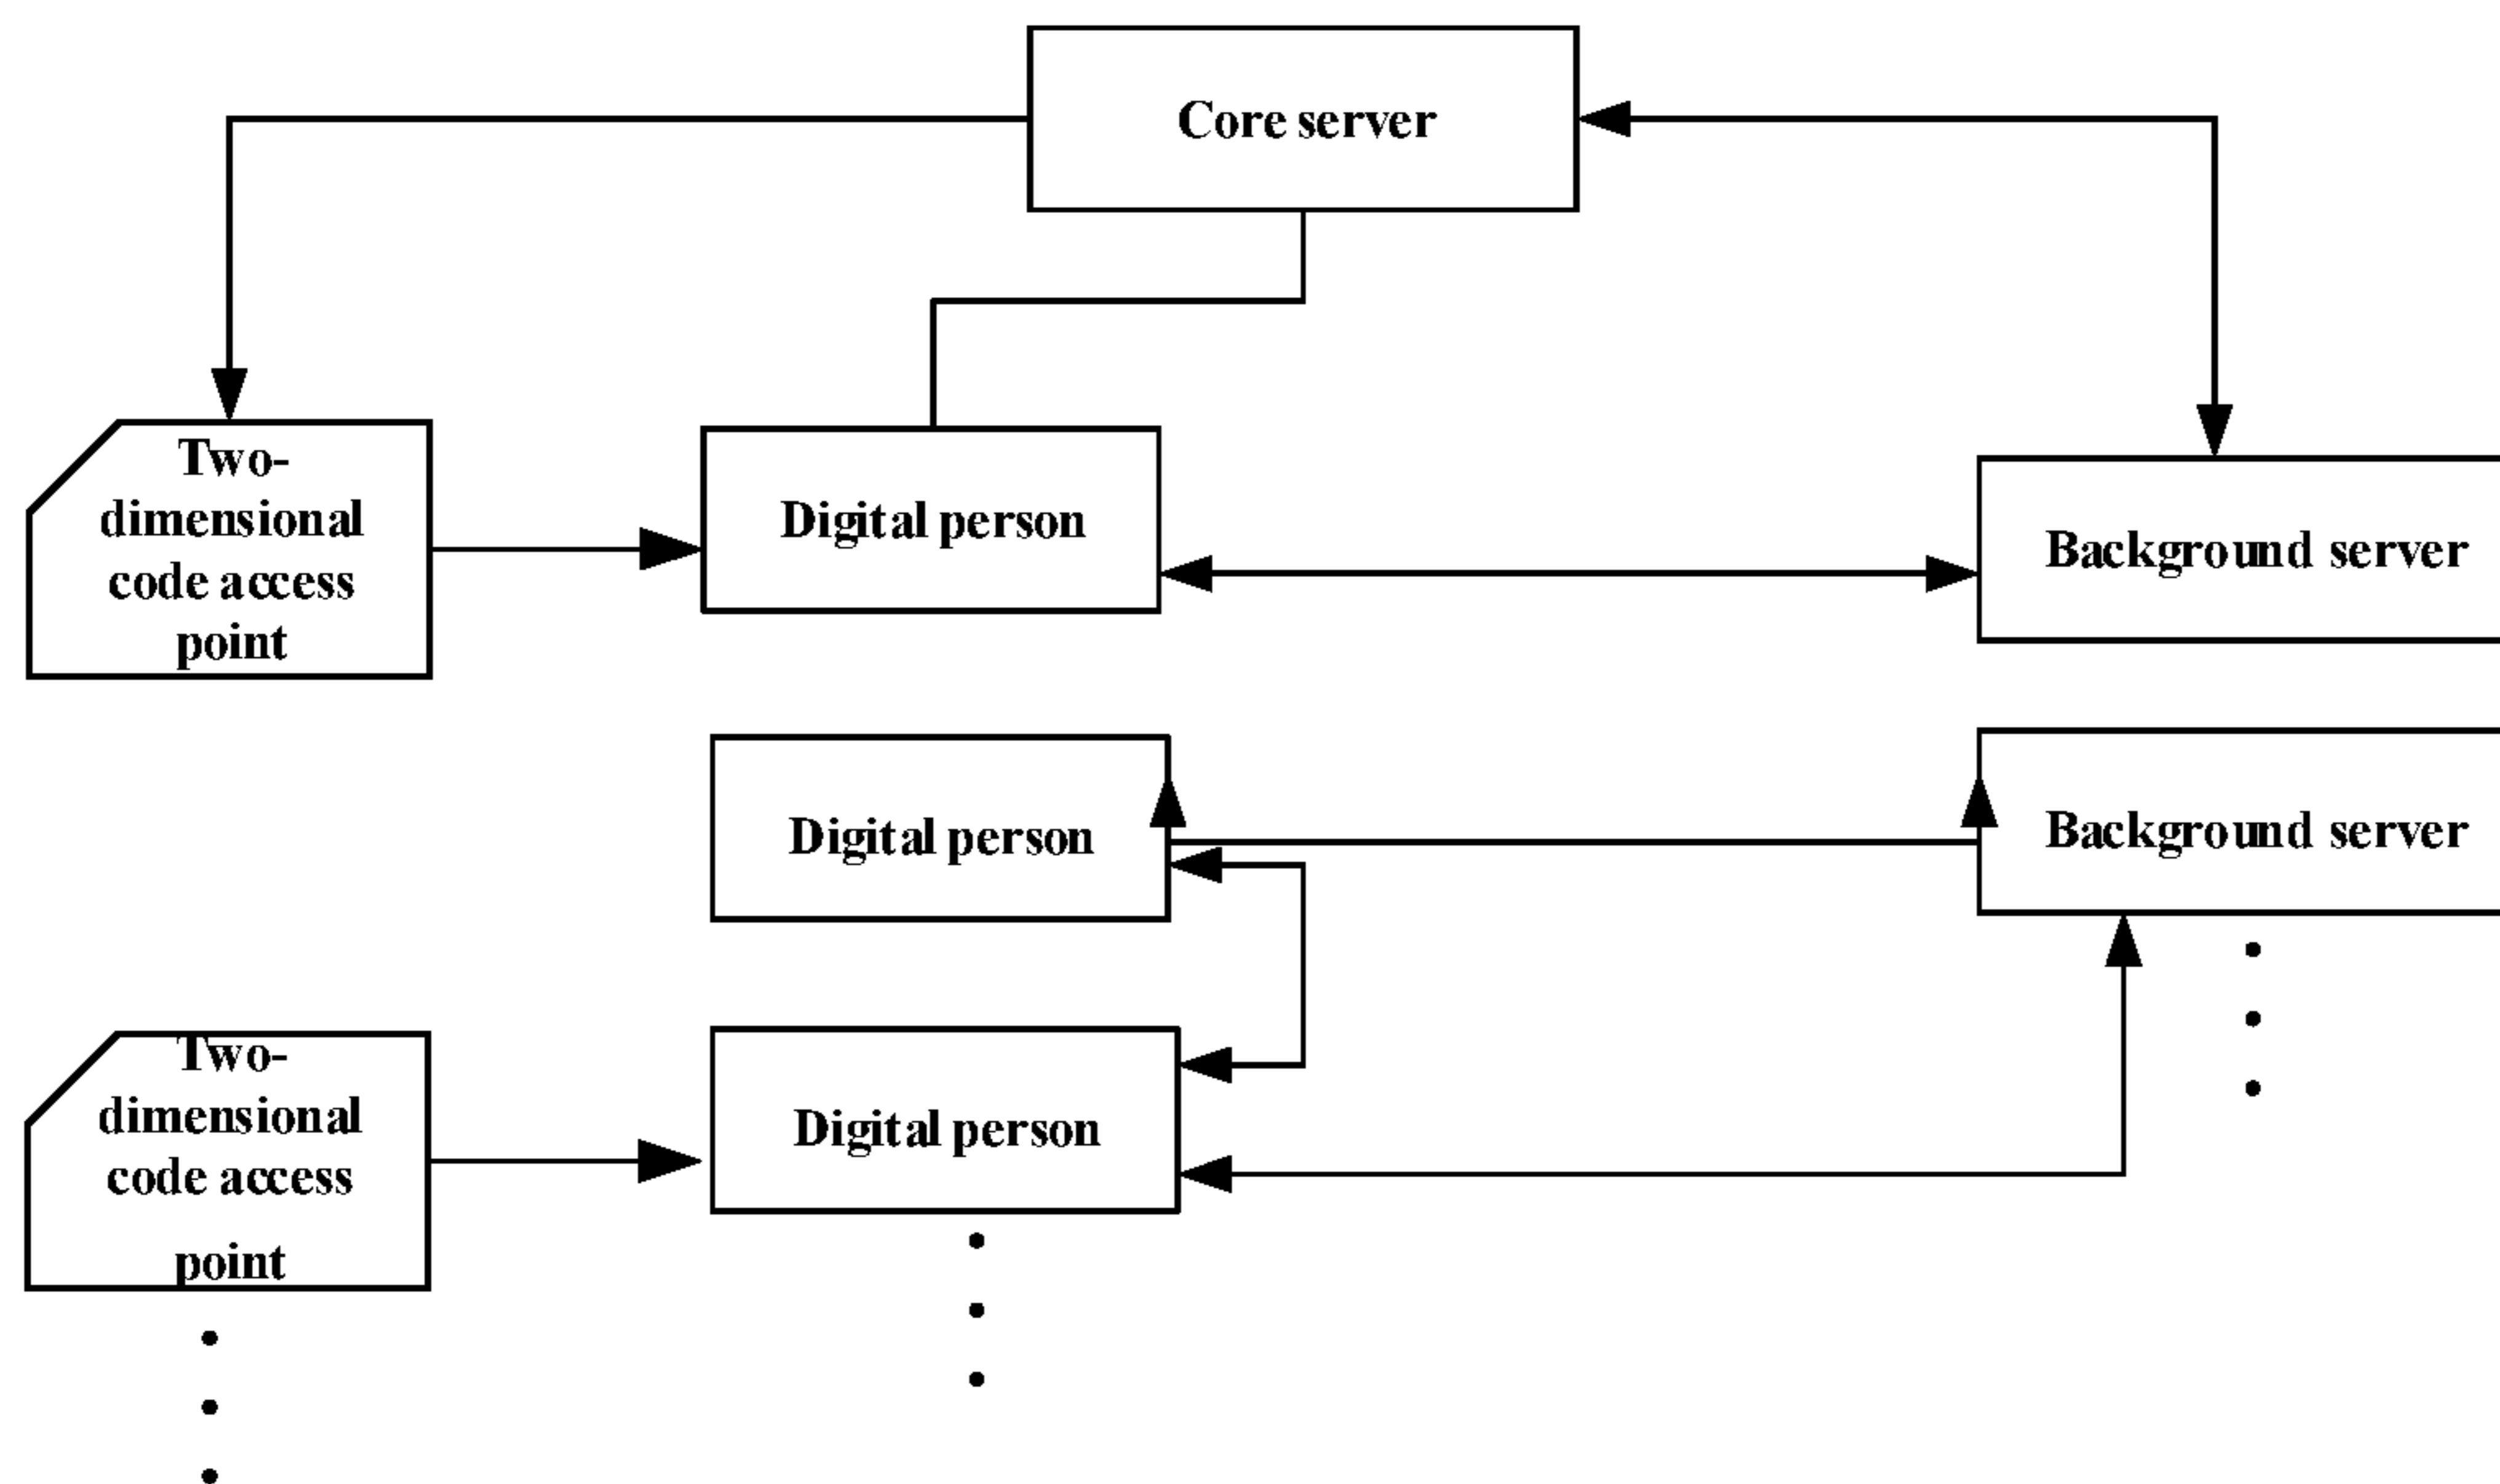 Core server
Two-
dimensional
code access
point
Digital person
Background server
Digital person
Background server
Two-
dimensional
code access
point
Digital person